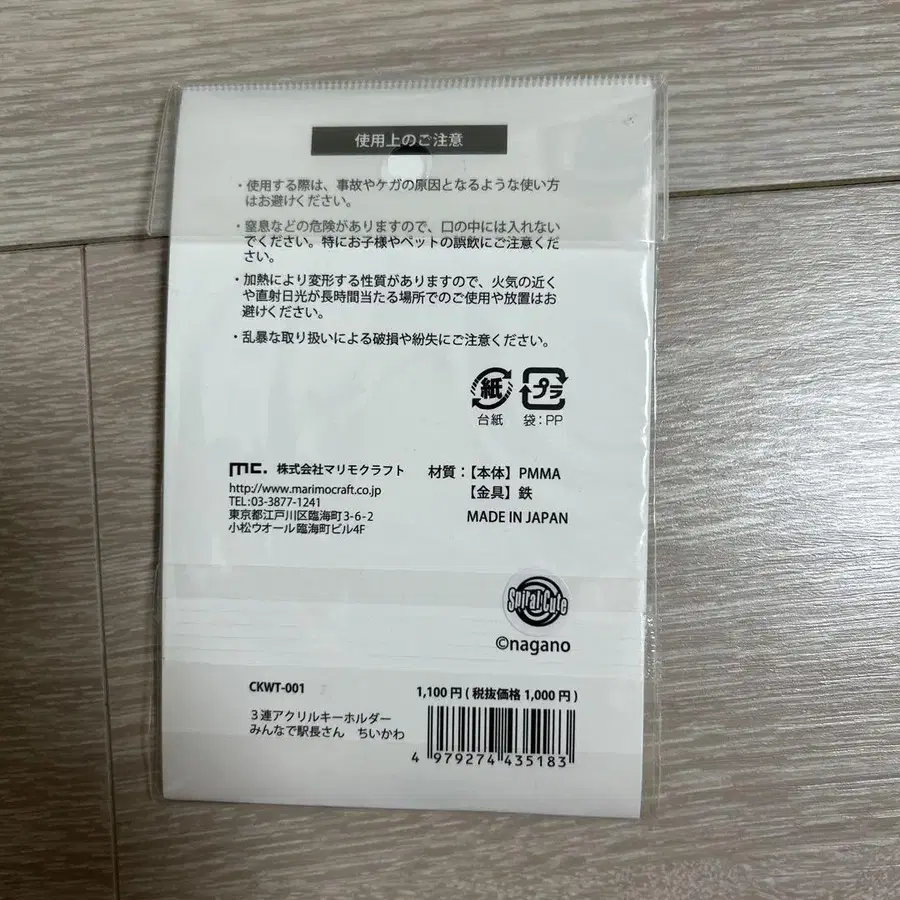 使用上のご注意
・使用する際は、事故やケガの原因となるような使い方
はお避けください。
・窒息などの危険がありますので、口の中には入れない
でください。特にお子様やペットの誤飲にご注意くだ
さい。
・加熱により変形する性質がありますので、火気の近く
や直射日光が長時間当たる場所でのご使用や放置はお
避けください。
・乱暴な取り扱いによる破損や紛失にご注意ください。
紙 プラ
台紙 袋:PP
mc. 株式会社マリモクラフト
http://www.marimocraft.co.jp
TEL:03-3877-1241
東京都江戸川区臨海町3-6-2
小松ウオール臨海町ビル4F
材質:【本体】PMMA
【金具】鉄
MADE IN JAPAN
Spiral Cute
©nagano
CKWT-001
1,100円(税抜価格 1,000円)
3連アクリルキーホルダー
みんなで駅長さん ちいかわ
4 979274 435183